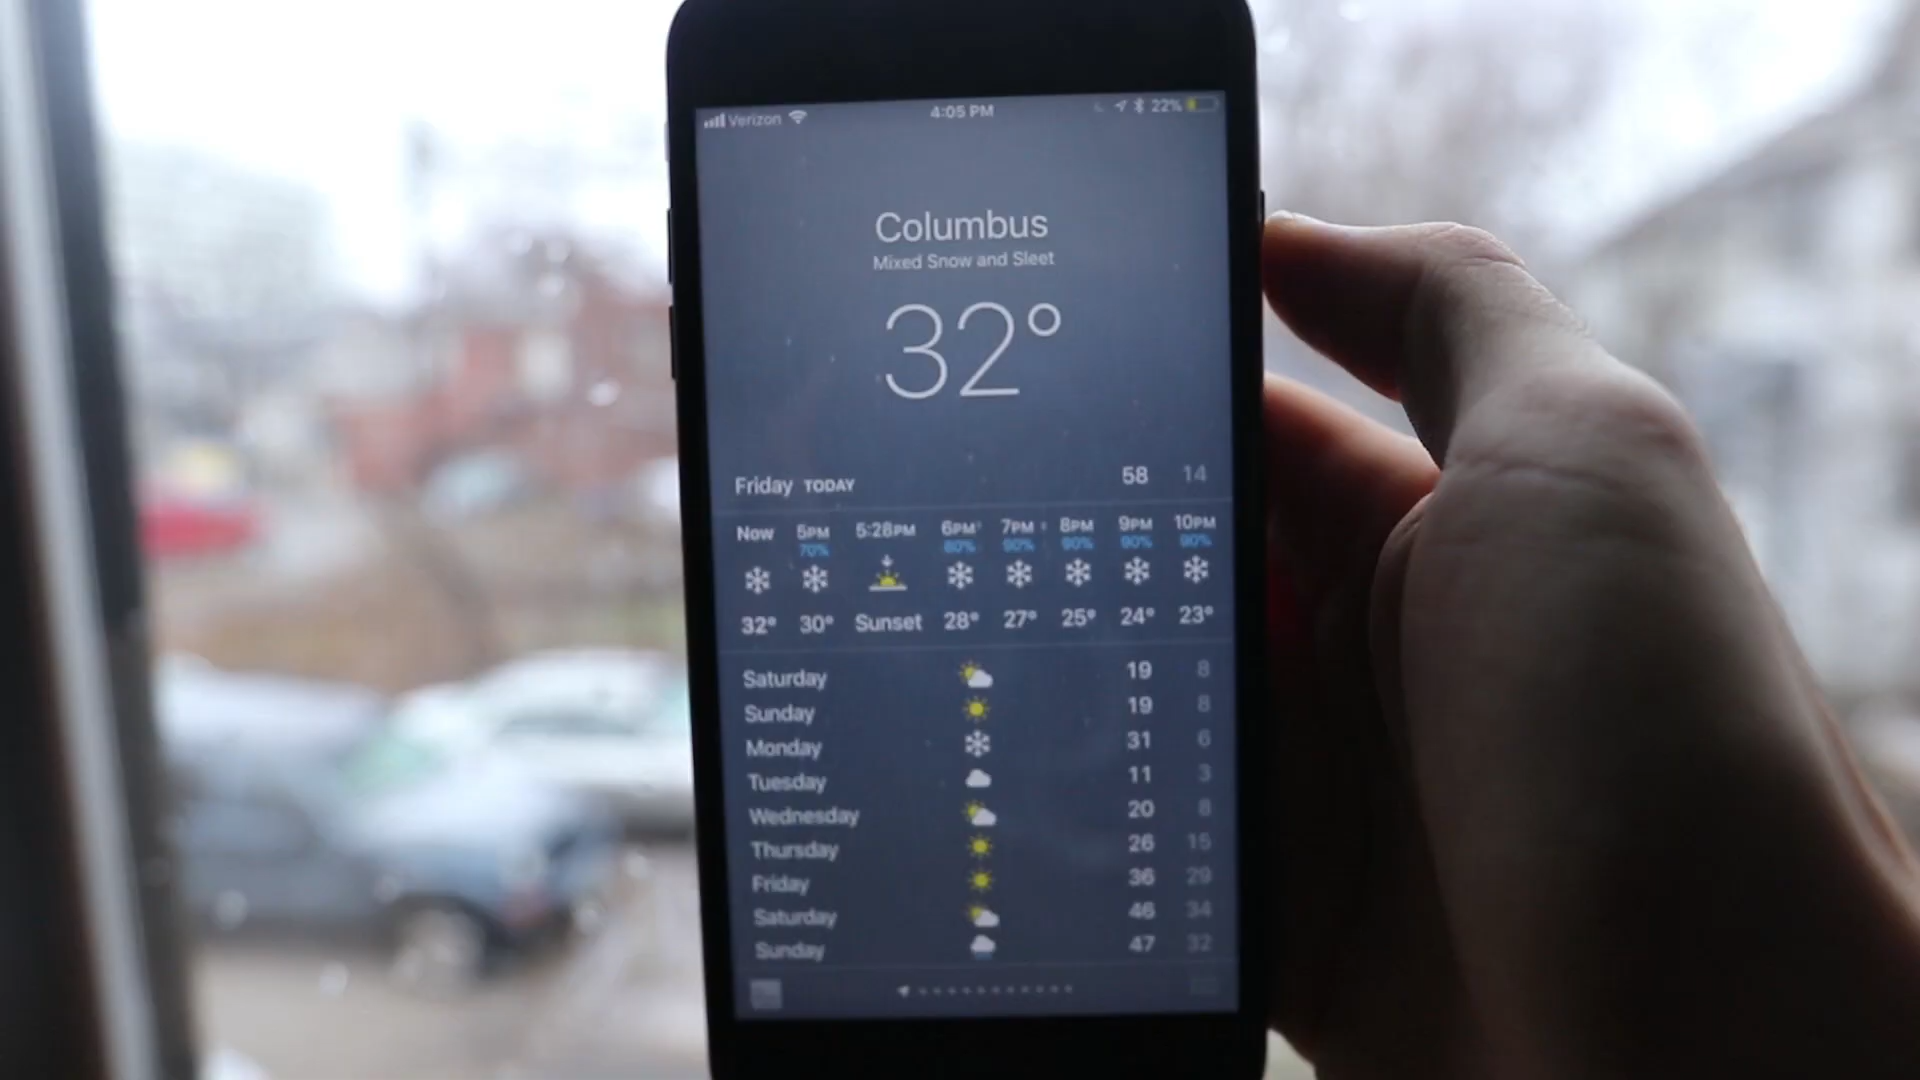 Verizon 4:05 PM 22%
Columbus
Mixed Snow and Sleet
32°
Friday TODAY 58 14
Now 5PM 5:28PM 6PM 7PM 8PM 9PM 10PM
70% 80% 90% 90% 90% 90%
32° 30° Sunset 28° 27° 25° 24° 23°
Saturday 19 8
Sunday 19 8
Monday 31 6
Tuesday 11 3
Wednesday 20 8
Thursday 26 15
Friday 36 29
Saturday 46 34
Sunday 47 32